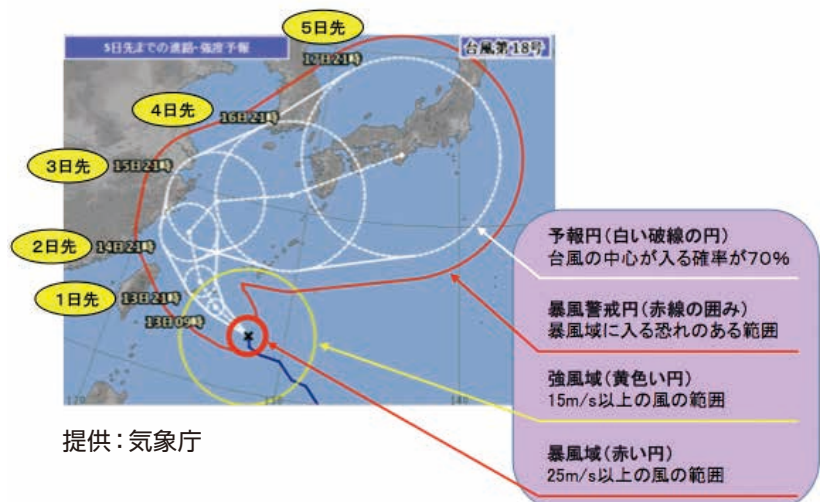 5日先までの進路・強度予報
台風第18号
5日先
17日21時
4日先
16日21時
3日先
15日21時
2日先
14日21時
1日先
13日21時
13日09時
120
130
140
予報円(白い破線の円)
台風の中心が入る確率が70%
暴風警戒円(赤線の囲み)
暴風域に入る恐れのある範囲
強風域(黄色い円)
15m/s以上の風の範囲
暴風域(赤い円)
25m/s以上の風の範囲
提供:気象庁